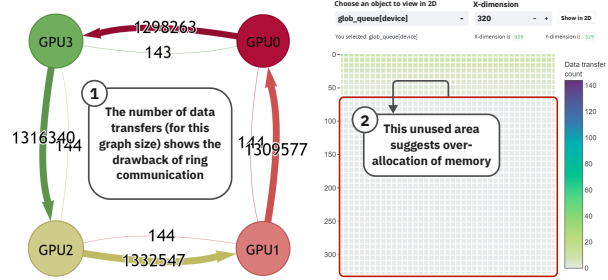 1298263
GPU3
GPU0
143
1
The number of data
transfers (for this
graph size) shows the
drawback of ring
communication
1316340
144
144
1309577
144
GPU2
GPU1
1332547
Choose an object to view in 2D
X-dimension
glob_queue[device]
320
- +
Show in 2D
You selected: glob_queue[device]
X-dimension is 320
Y-dimension is 329
0
50
100
150
200
250
300
2
This unused area
suggests over-
allocation of memory
Data transfer
count
140
120
100
80
60
40
20
0